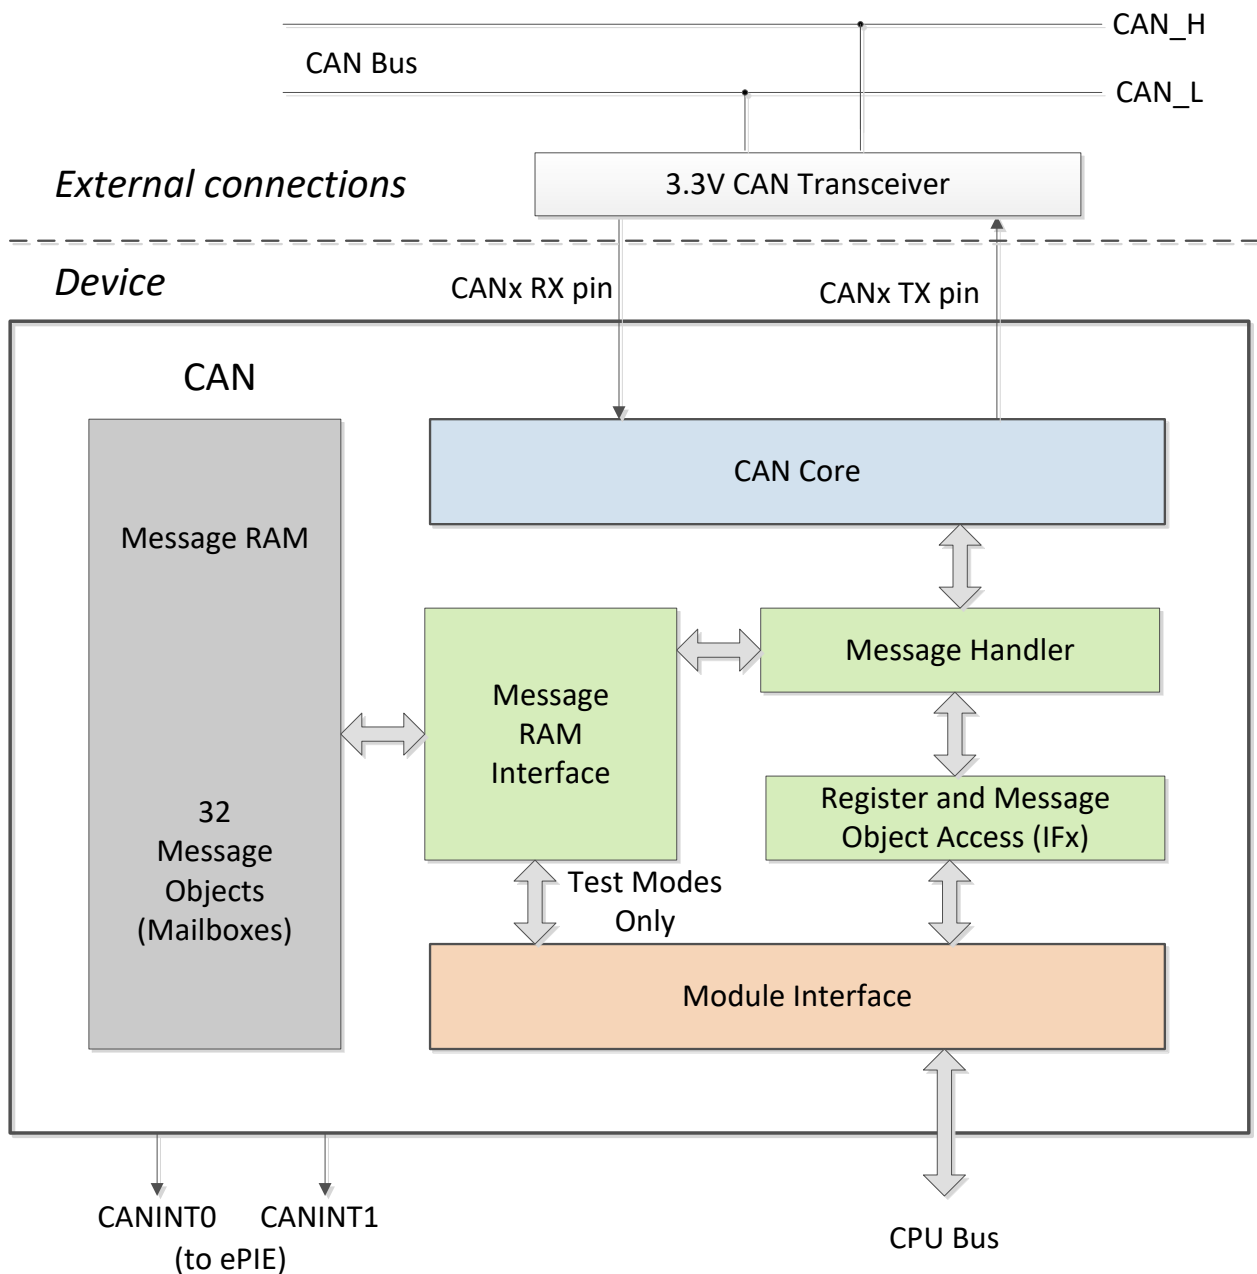 CAN_H
CAN Bus
CAN_L
External connections
3.3V CAN Transceiver
Device
CANx RX pin
CANx TX pin
CAN
CAN Core
Message RAM
Message Handler
Message
RAM
Interface
Register and Message
Object Access (IFx)
32
Message
Objects
(Mailboxes)
Test Modes
Only
Module Interface
CANINT0
CANINT1
(to ePIE)
CPU Bus